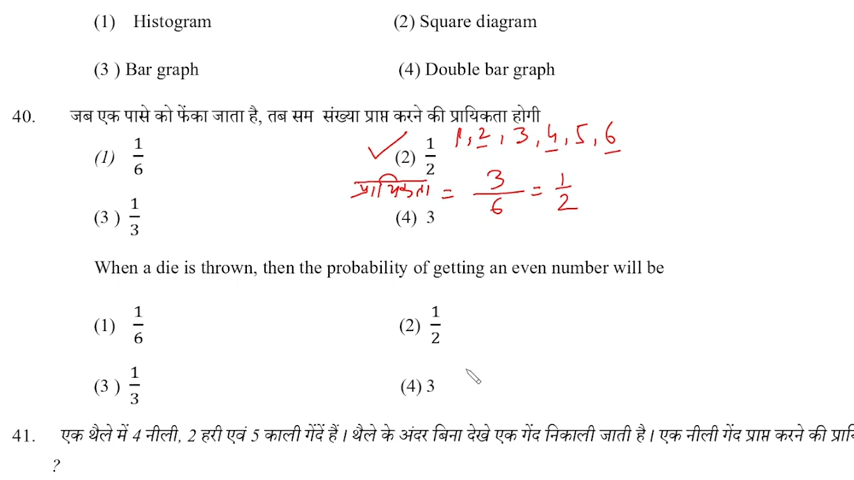 (1) Histogram (2) Square diagram
(3 ) Bar graph (4) Double bar graph
40. जब एक पासे को फेंका जाता है, तब सम संख्या प्राप्त करने की प्रायिकता होगी
1, 2, 3, 4, 5, 6
(1) 1/6 (2) 1/2
प्रायिकता = 3/6 = 1/2
(3 ) 1/3 (4) 3
When a die is thrown, then the probability of getting an even number will be
(1) 1/6 (2) 1/2
(3 ) 1/3 (4) 3
41. एक थैले में 4 नीली, 2 हरी एवं 5 काली गेंदें हैं । थैले के अंदर बिना देखे एक गेंद निकाली जाती है । एक नीली गेंद प्राप्त करने की
?